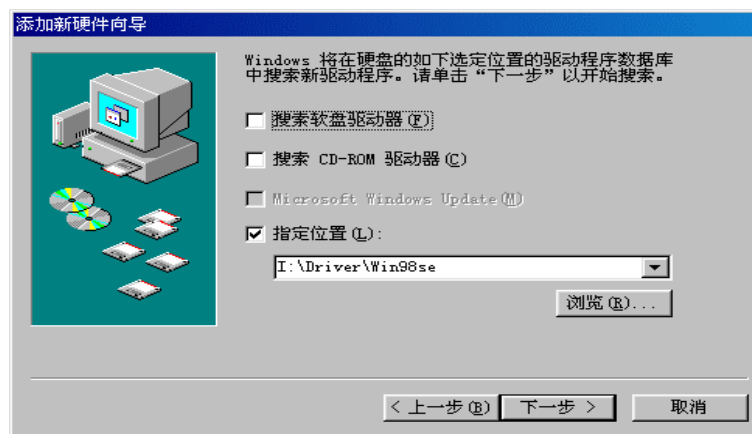 添加新硬件向导
Windows 将在硬盘的如下选定位置的驱动程序数据库
中搜索新驱动程序。请单击“下一步”以开始搜索。
搜索软盘驱动器(F)
搜索 CD-ROM 驱动器(C)
Microsoft Windows Update(M)
指定位置(L):
I:\Driver\Win98se
浏览(R)...
< 上一步(B) 下一步 > 取消